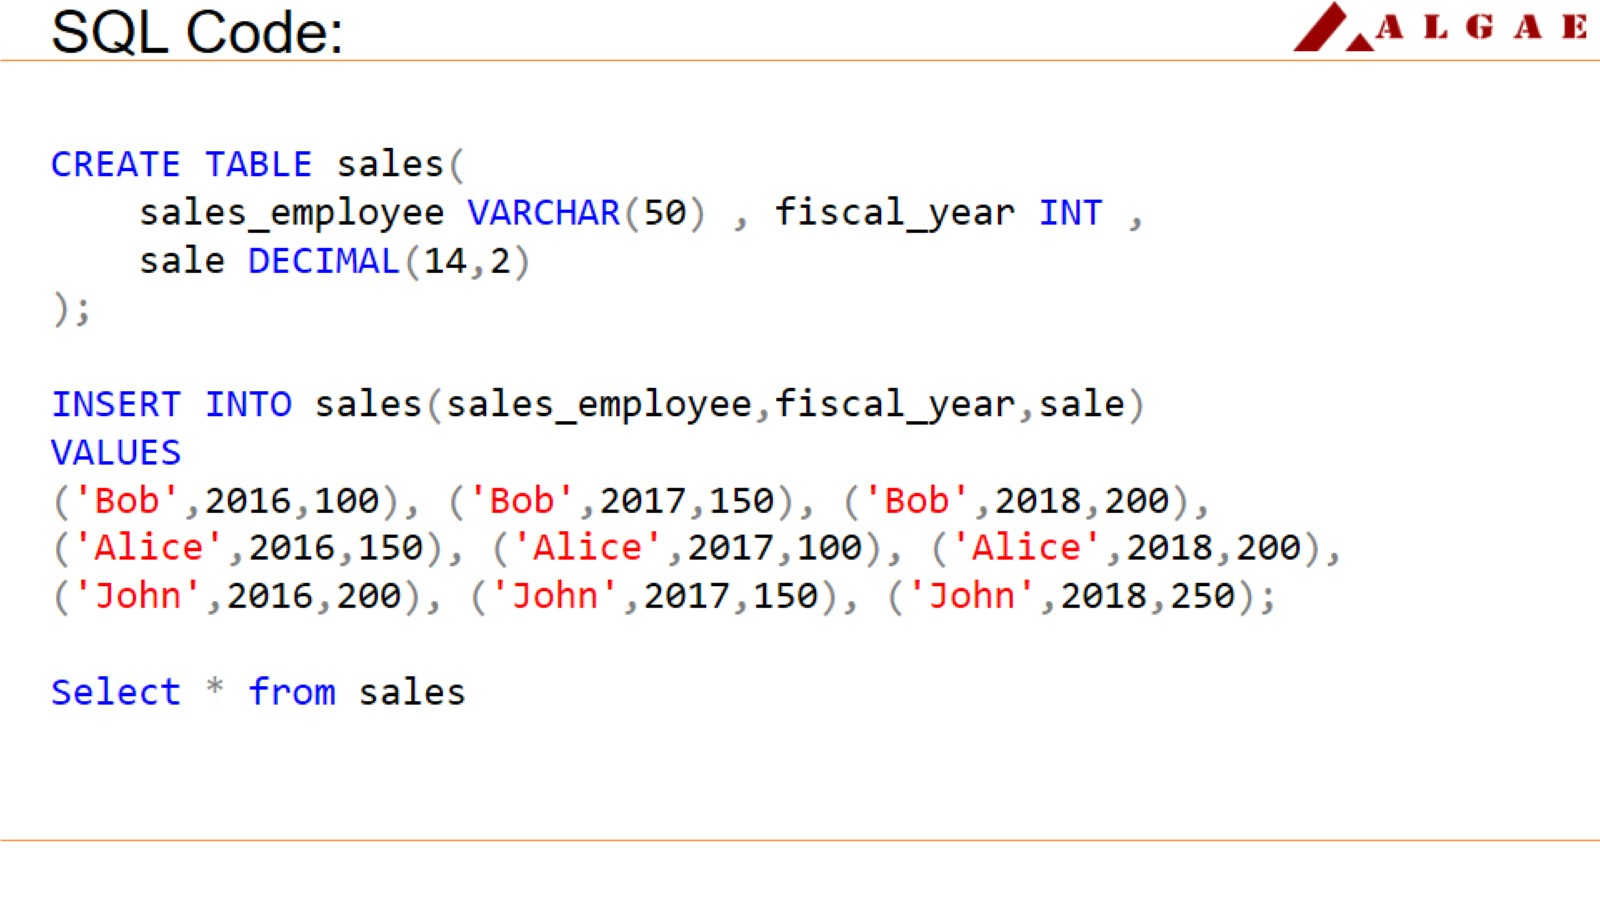 SQL Code:
ALGAE
CREATE TABLE sales(
sales_employee VARCHAR(50) , fiscal_year INT ,
sale DECIMAL(14,2)
);
INSERT INTO sales(sales_employee,fiscal_year,sale)
VALUES
('Bob',2016,100), ('Bob',2017,150), ('Bob',2018,200),
('Alice',2016,150), ('Alice',2017,100), ('Alice',2018,200),
('John',2016,200), ('John',2017,150), ('John',2018,250);
Select * from sales